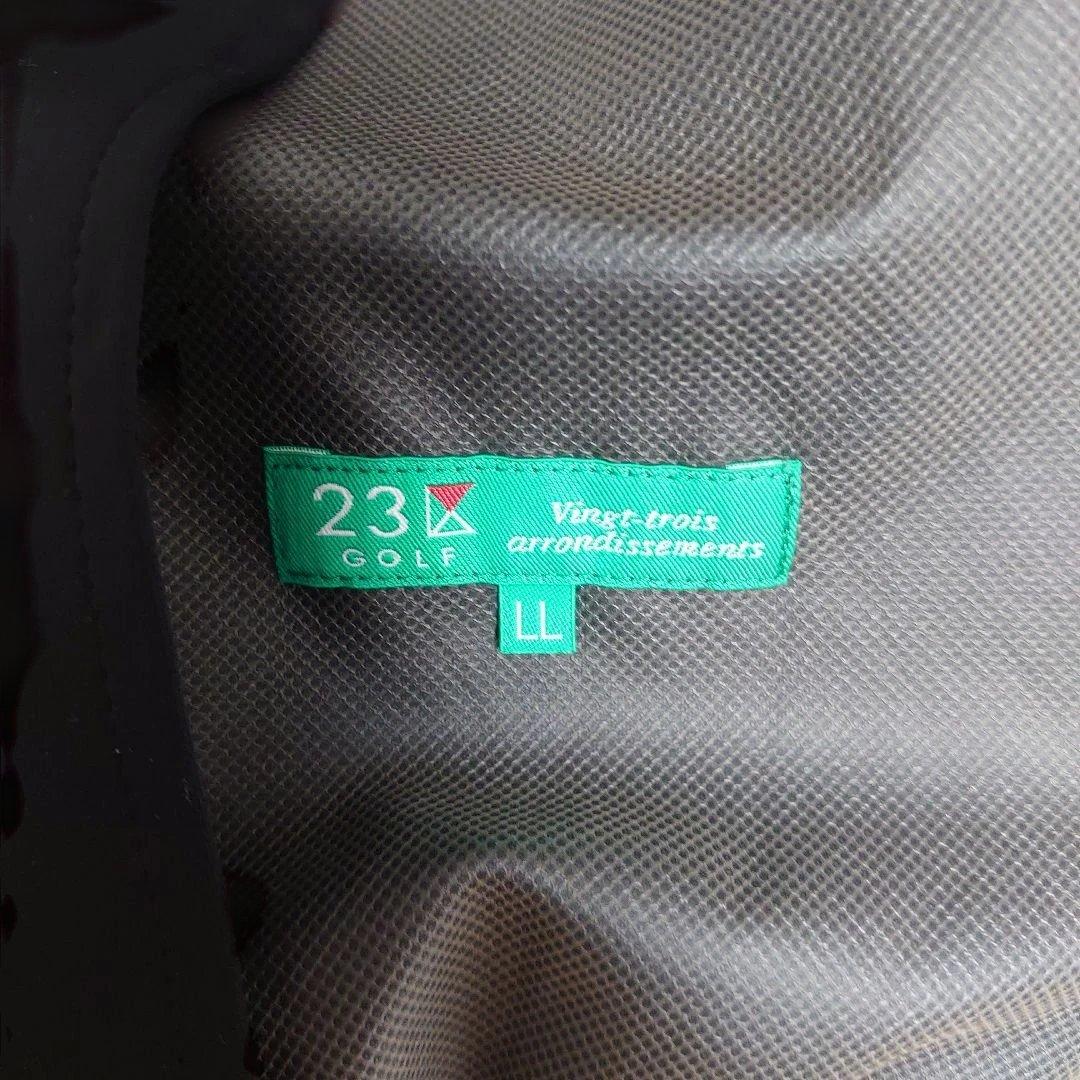 23
GOLF
Vingt-trois
arrondissements
LL